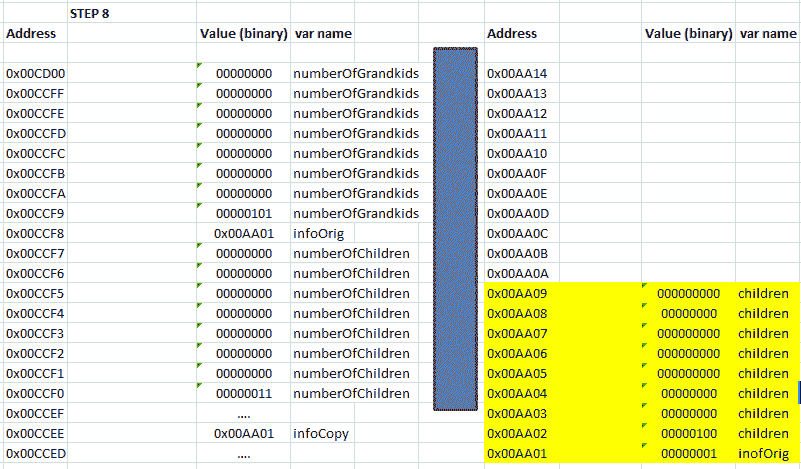 STEP 8
Address Value (binary) var name Address Value (binary) var name
0x00CD00 00000000 numberOfGrandkids 0x00AA14
0x00CCFF 00000000 numberOfGrandkids 0x00AA13
0x00CCFE 00000000 numberOfGrandkids 0x00AA12
0x00CCFD 00000000 numberOfGrandkids 0x00AA11
0x00CCFC 00000000 numberOfGrandkids 0x00AA10
0x00CCFB 00000000 numberOfGrandkids 0x00AA0F
0x00CCFA 00000000 numberOfGrandkids 0x00AA0E
0x00CCF9 00000101 numberOfGrandkids 0x00AA0D
0x00CCF8 0x00AA01 infoOrig 0x00AA0C
0x00CCF7 00000000 numberOfChildren 0x00AA0B
0x00CCF6 00000000 numberOfChildren 0x00AA0A
0x00CCF5 00000000 numberOfChildren 0x00AA09 000000000 children
0x00CCF4 00000000 numberOfChildren 0x00AA08 00000000 children
0x00CCF3 00000000 numberOfChildren 0x00AA07 000000000 children
0x00CCF2 00000000 numberOfChildren 0x00AA06 000000000 children
0x00CCF1 00000000 numberOfChildren 0x00AA05 000000000 children
0x00CCF0 00000011 numberOfChildren 0x00AA04 00000000 children
0x00CCEF .... 0x00AA03 00000000 children
0x00CCEE 0x00AA01 infoCopy 0x00AA02 00000100 children
0x00CCED .... 0x00AA01 00000001 inofOrig